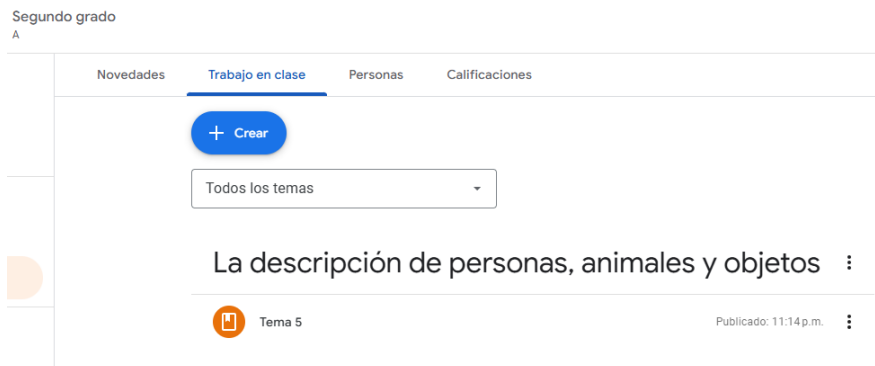 Segundo grado
A
Novedades Trabajo en clase Personas Calificaciones
+ Crear
Todos los temas
La descripción de personas, animales y objetos
Tema 5 Publicado: 11:14 p.m.